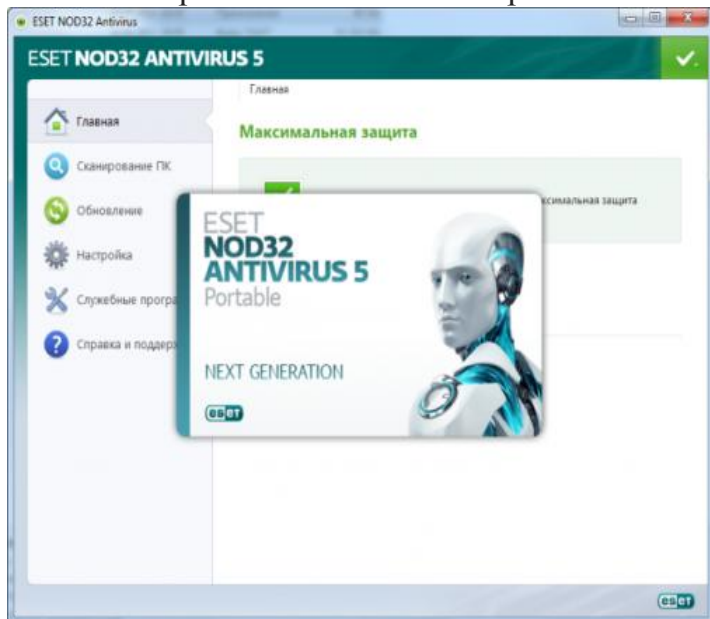 ESET NOD32 Antivirus
ESET NOD32 ANTIVIRUS 5
Главная
Главная
Максимальная защита
Сканирование ПК
Обновление
Настройка
Служебные програ
Справка и поддерж
ксимальная защита
ESET
NOD32
ANTIVIRUS 5
Portable
NEXT GENERATION
eset
eset